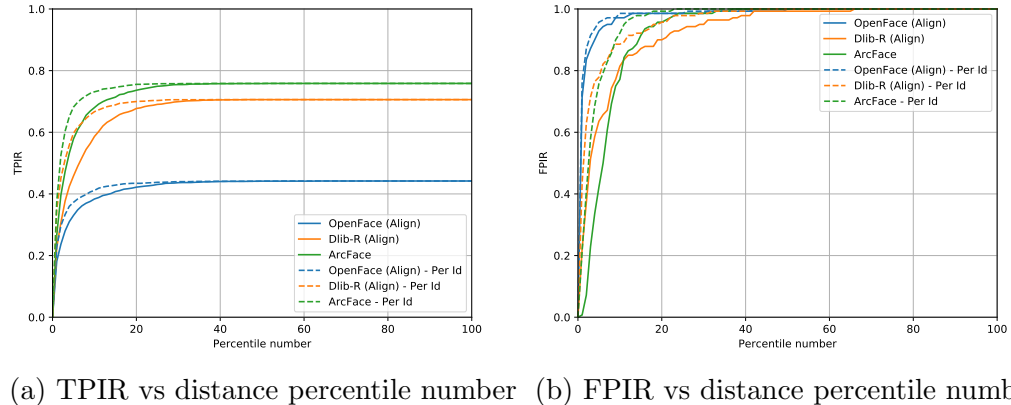 1.0
0.8
0.6
0.4
0.2
0.0
TPIR
0 20 40 60 80 100
Percentile number
OpenFace (Align)
Dlib-R (Align)
ArcFace
OpenFace (Align) - Per Id
Dlib-R (Align) - Per Id
ArcFace - Per Id
1.0
0.8
0.6
0.4
0.2
0.0
FPIR
0 20 40 60 80 100
Percentile number
OpenFace (Align)
Dlib-R (Align)
ArcFace
OpenFace (Align) - Per Id
Dlib-R (Align) - Per Id
ArcFace - Per Id
(a) TPIR vs distance percentile number
(b) FPIR vs distance percentile numb